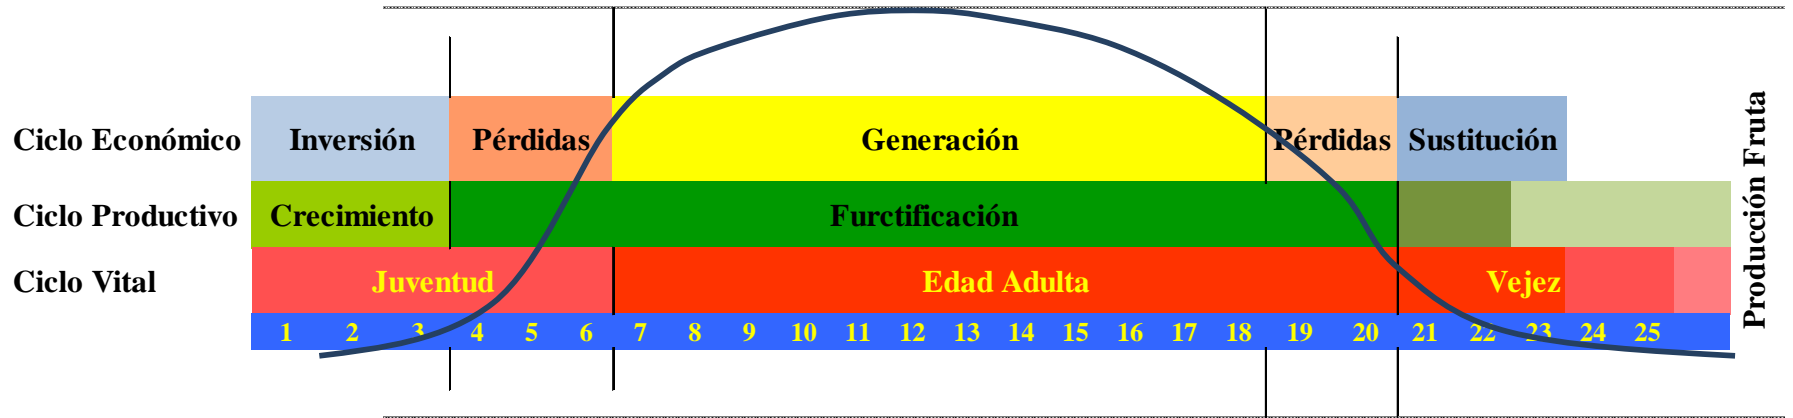 Ciclo Económico Inversión Pérdidas Generación Pérdidas Sustitución
Ciclo Productivo Crecimiento Furctificación
Ciclo Vital Juventud Edad Adulta Vejez
1 2 3 4 5 6 7 8 9 10 11 12 13 14 15 16 17 18 19 20 21 22 23 24 25
Producción Fruta